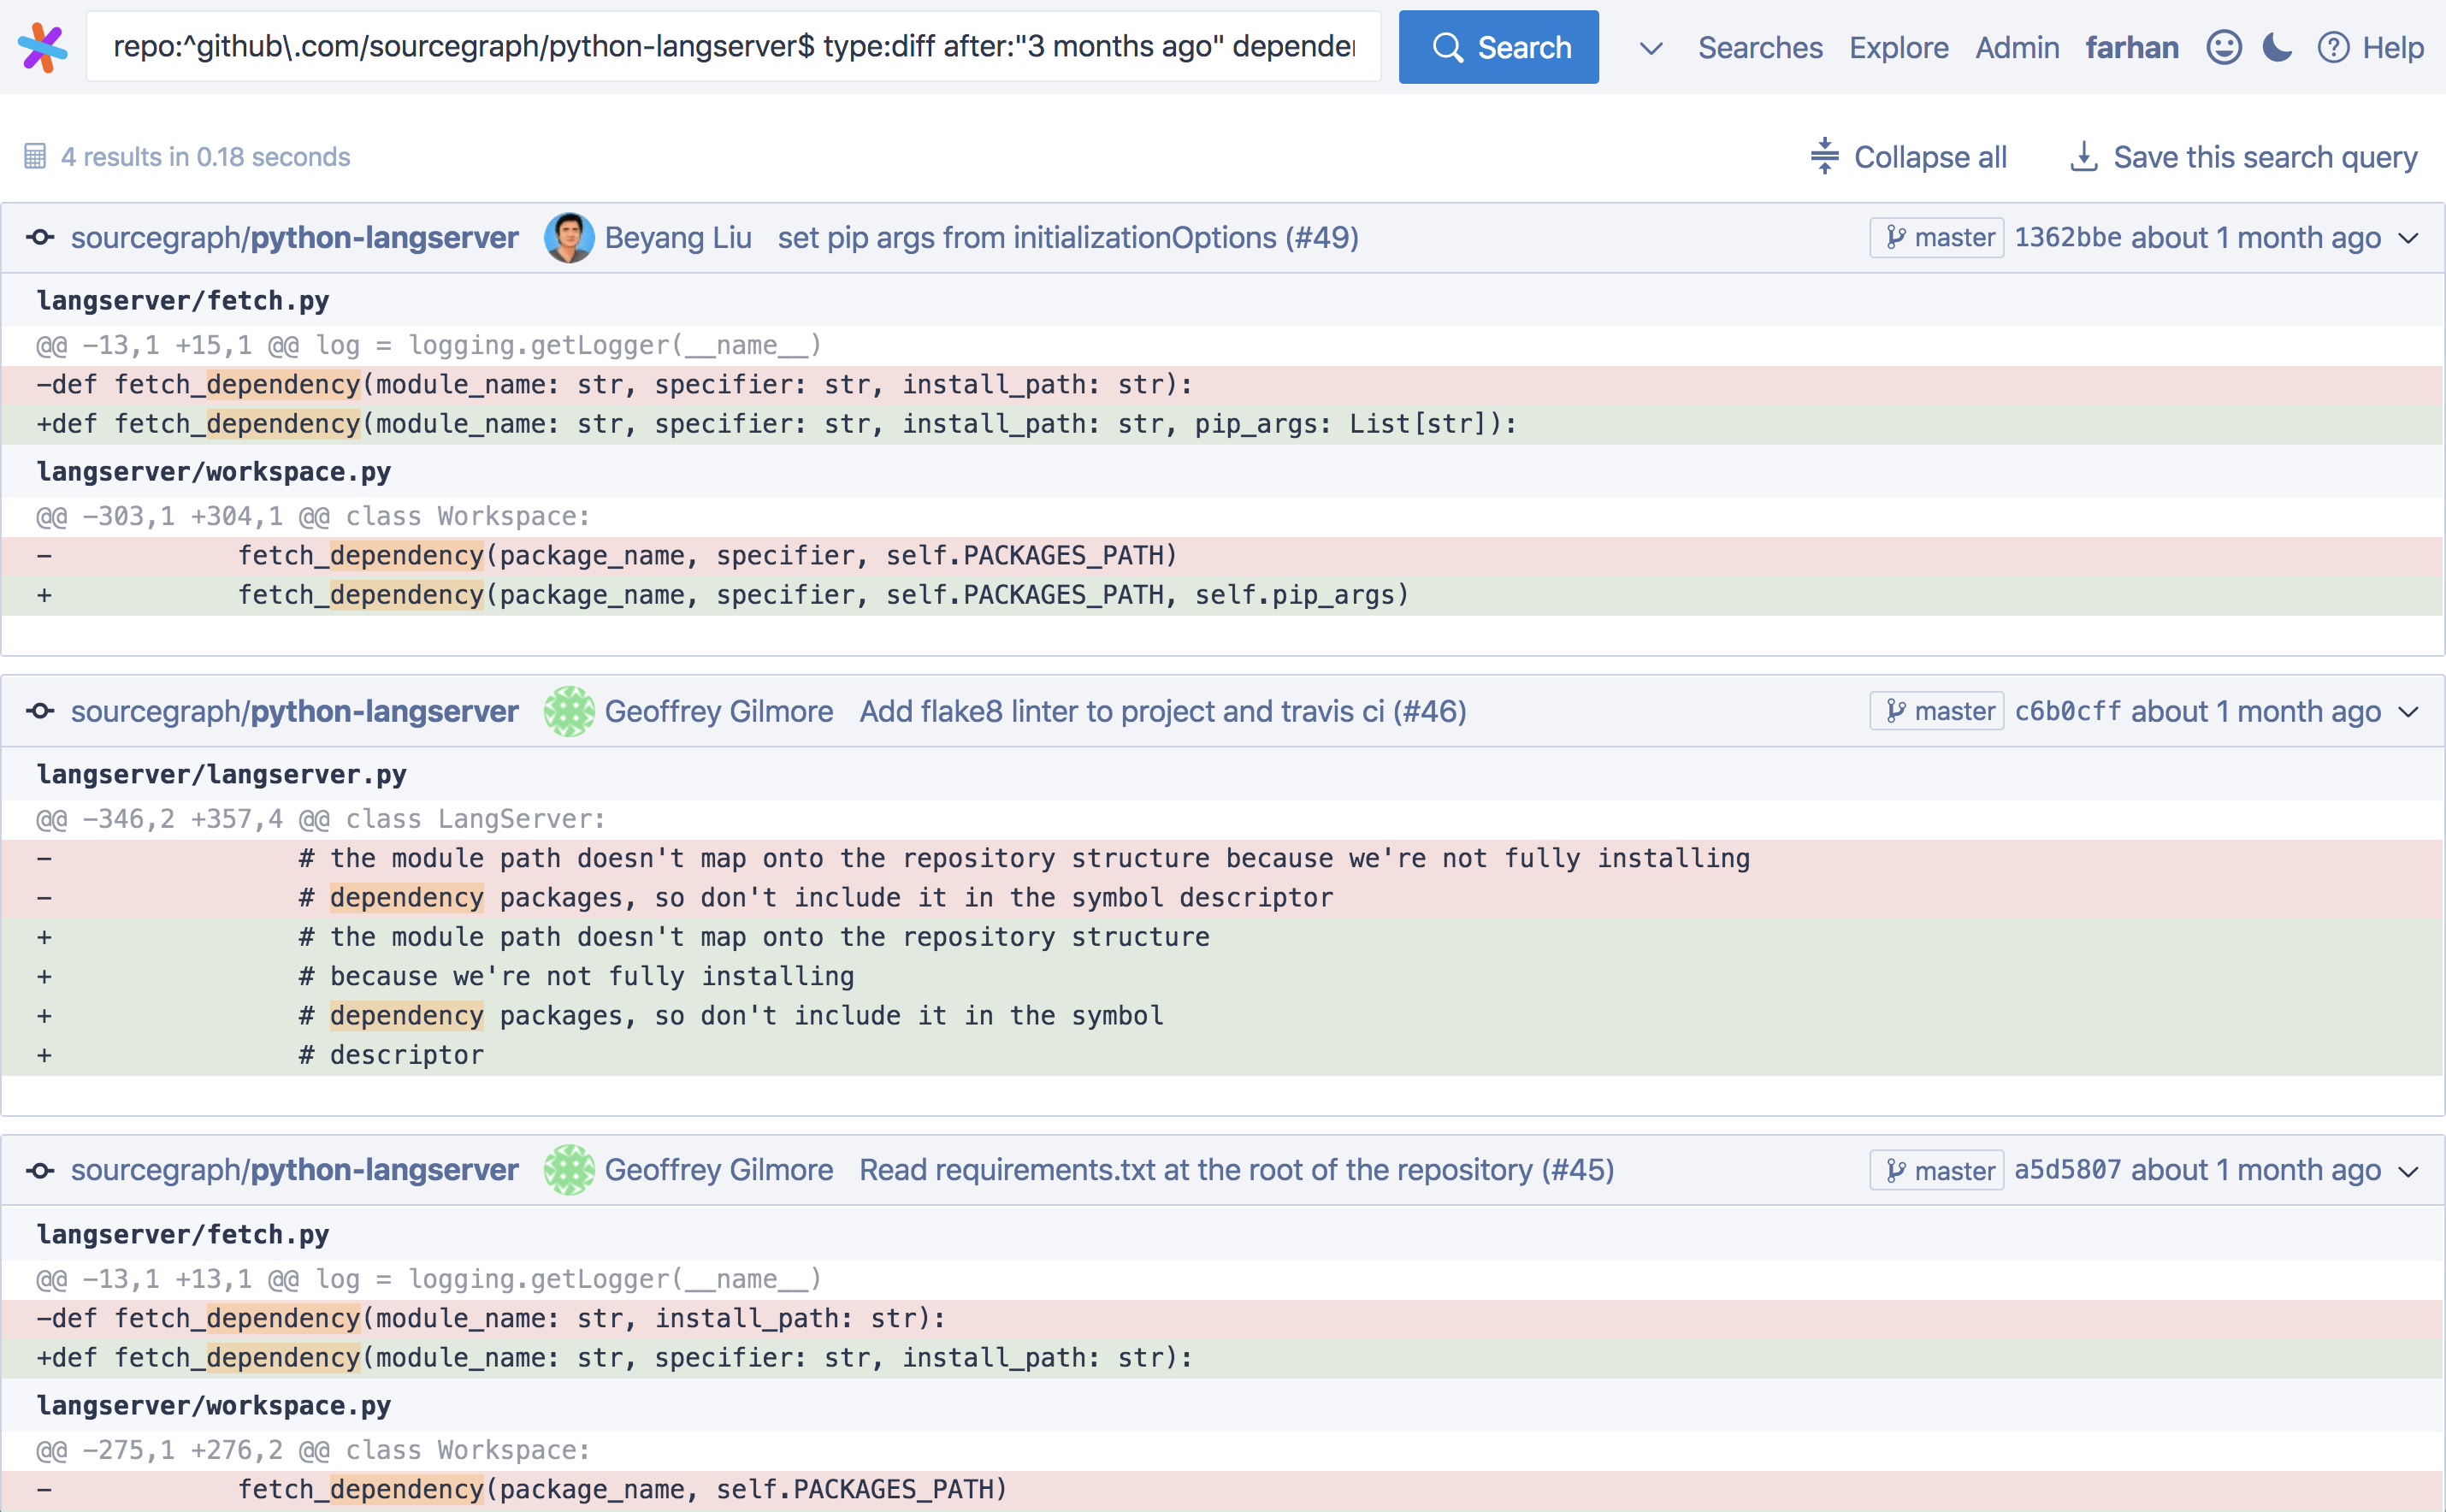 repo:^github\.com/sourcegraph/python-langserver$ type:diff after:"3 months ago" Search Searches Explore Admin farhan Help
4 results in 0.18 seconds Collapse all Save this search query
sourcegraph/python-langserver Beyang Liu set pip args from initializationOptions (#49) master 1362bbe about 1 month ago
langserver/fetch.py
@@ -13,1 +15,1 @@ log = logging.getLogger(__name__)
-def fetch_dependency(module_name: str, specifier: str, install_path: str):
+def fetch_dependency(module_name: str, specifier: str, install_path: str, pip_args: List[str]):
langserver/workspace.py
@@ -303,1 +304,1 @@ class Workspace:
-            fetch_dependency(package_name, specifier, self.PACKAGES_PATH)
+            fetch_dependency(package_name, specifier, self.PACKAGES_PATH, self.pip_args)
sourcegraph/python-langserver Geoffrey Gilmore Add flake8 linter to project and travis ci (#46) master c6b0cff about 1 month ago
langserver/langserver.py
@@ -346,2 +357,4 @@ class LangServer:
-                # the module path doesn't map onto the repository structure because we're not fully installing
-                # dependency packages, so don't include it in the symbol descriptor
+                # the module path doesn't map onto the repository structure
+                # because we're not fully installing
+                # dependency packages, so don't include it in the symbol
+                # descriptor
sourcegraph/python-langserver Geoffrey Gilmore Read requirements.txt at the root of the repository (#45) master a5d5807 about 1 month ago
langserver/fetch.py
@@ -13,1 +13,1 @@ log = logging.getLogger(__name__)
-def fetch_dependency(module_name: str, install_path: str):
+def fetch_dependency(module_name: str, specifier: str, install_path: str):
langserver/workspace.py
@@ -275,1 +276,2 @@ class Workspace:
-            fetch_dependency(package_name, self.PACKAGES_PATH)